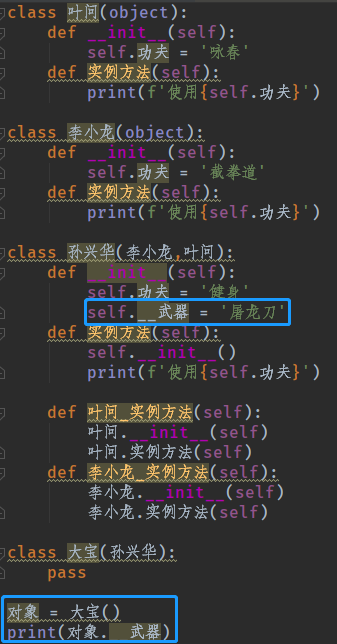 class 叶问(object):
    def __init__(self):
        self.功夫 = '咏春'
    def 实例方法(self):
        print(f'使用{self.功夫}')
class 李小龙(object):
    def __init__(self):
        self.功夫 = '截拳道'
    def 实例方法(self):
        print(f'使用{self.功夫}')
class 孙兴华(李小龙,叶问):
    def __init__(self):
        self.功夫 = '健身'
        self.__武器 = '屠龙刀'
    def 实例方法(self):
        self.__init__()
        print(f'使用{self.功夫}')
    def 叶问_实例方法(self):
        叶问.__init__(self)
        叶问.实例方法(self)
    def 李小龙_实例方法(self):
        李小龙.__init__(self)
        李小龙.实例方法(self)
class 大宝(孙兴华):
    pass
对象 = 大宝()
print(对象.__武器)